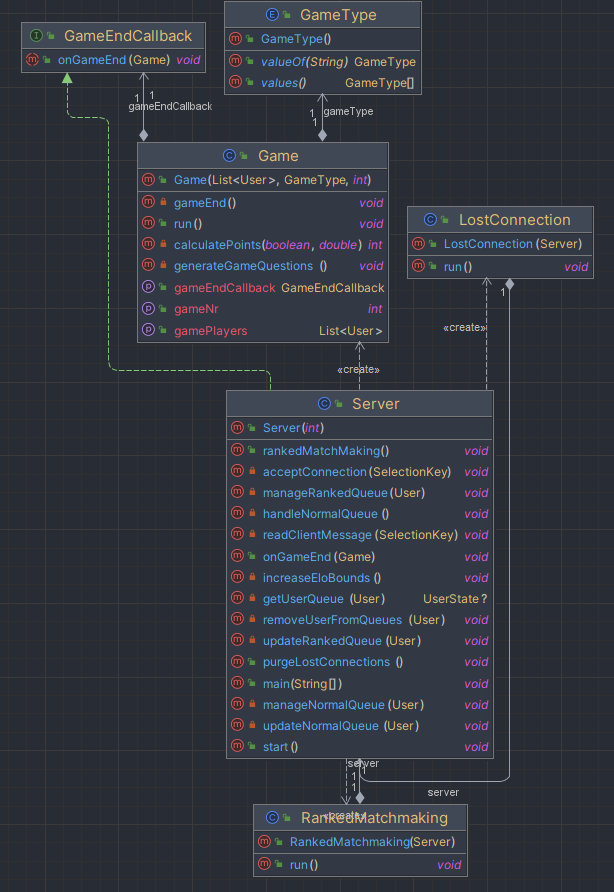 GameEndCallback
onGameEnd(Game) void
GameType
GameType()
valueOf(String) GameType
values() GameType[]
1
1
gameEndCallback
1
1
gameType
Game
Game(List<User>, GameType, int)
gameEnd() void
run() void
calculatePoints(boolean, double) int
generateGameQuestions () void
gameEndCallback GameEndCallback
gameNr int
gamePlayers List<User>
LostConnection
LostConnection(Server)
run() void
1
«create»
«create»
Server
Server(int)
rankedMatchMaking() void
acceptConnection(SelectionKey) void
manageRankedQueue(User) void
handleNormalQueue () void
readClientMessage(SelectionKey) void
onGameEnd(Game) void
increaseEloBounds () void
getUserQueue (User) UserState?
removeUserFromQueues (User) void
updateRankedQueue(User) void
purgeLostConnections () void
main(String[]) void
manageNormalQueue(User) void
updateNormalQueue (User) void
start() void
server
1
1
1
server
«create»
RankedMatchmaking
RankedMatchmaking(Server)
run() void